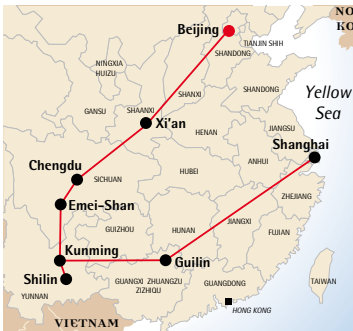 NO
KO
Beijing
TIANJIN SHIH
SHANDONG
NINGXIA
HUIZU
SHANXI
SHANDONG
Yellow
Sea
GANSU
SHAANXI
Xi'an
HENAN
JIANGSU
Shanghai
Chengdu
SICHUAN
HUBEI
ANHUI
ZHEJIANG
Emei-Shan
GUIZHOU
HUNAN
JIANGXI
FUJIAN
Kunming
Guilin
Shilin
GUANGXI ZHUANGZU
ZIZHIQU
GUANGDONG
TAIWAN
YUNNAN
HONG KONG
VIETNAM